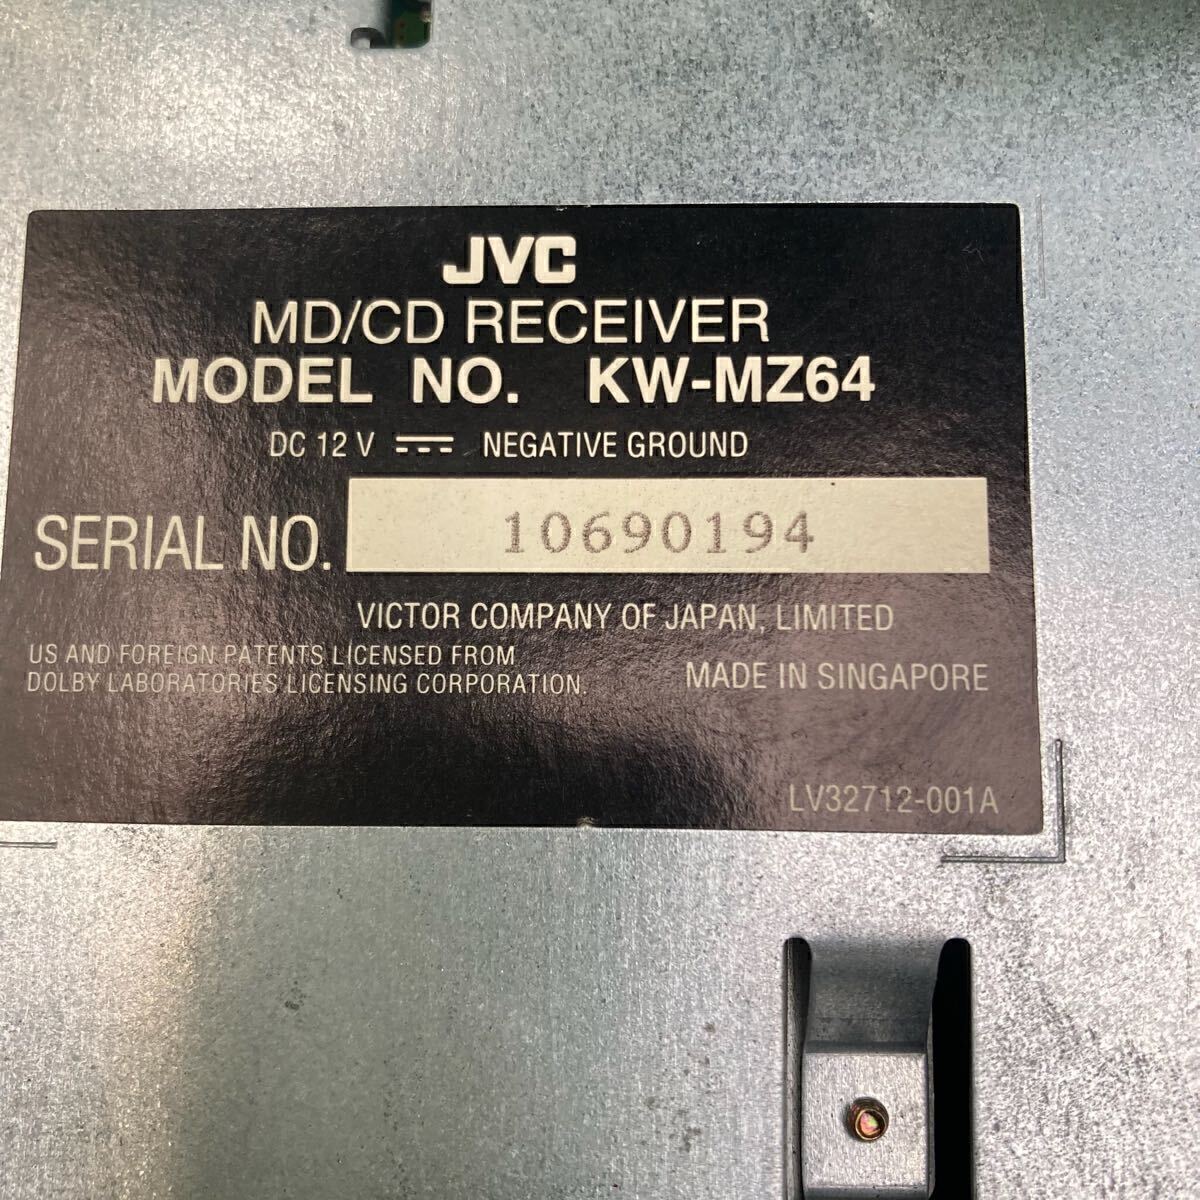 JVC
MD/CD RECEIVER
MODEL NO. KW-MZ64
DC 12 V NEGATIVE GROUND
SERIAL NO. 10690194
VICTOR COMPANY OF JAPAN, LIMITED
US AND FOREIGN PATENTS LICENSED FROM
DOLBY LABORATORIES LICENSING CORPORATION.
MADE IN SINGAPORE
LV32712-001A